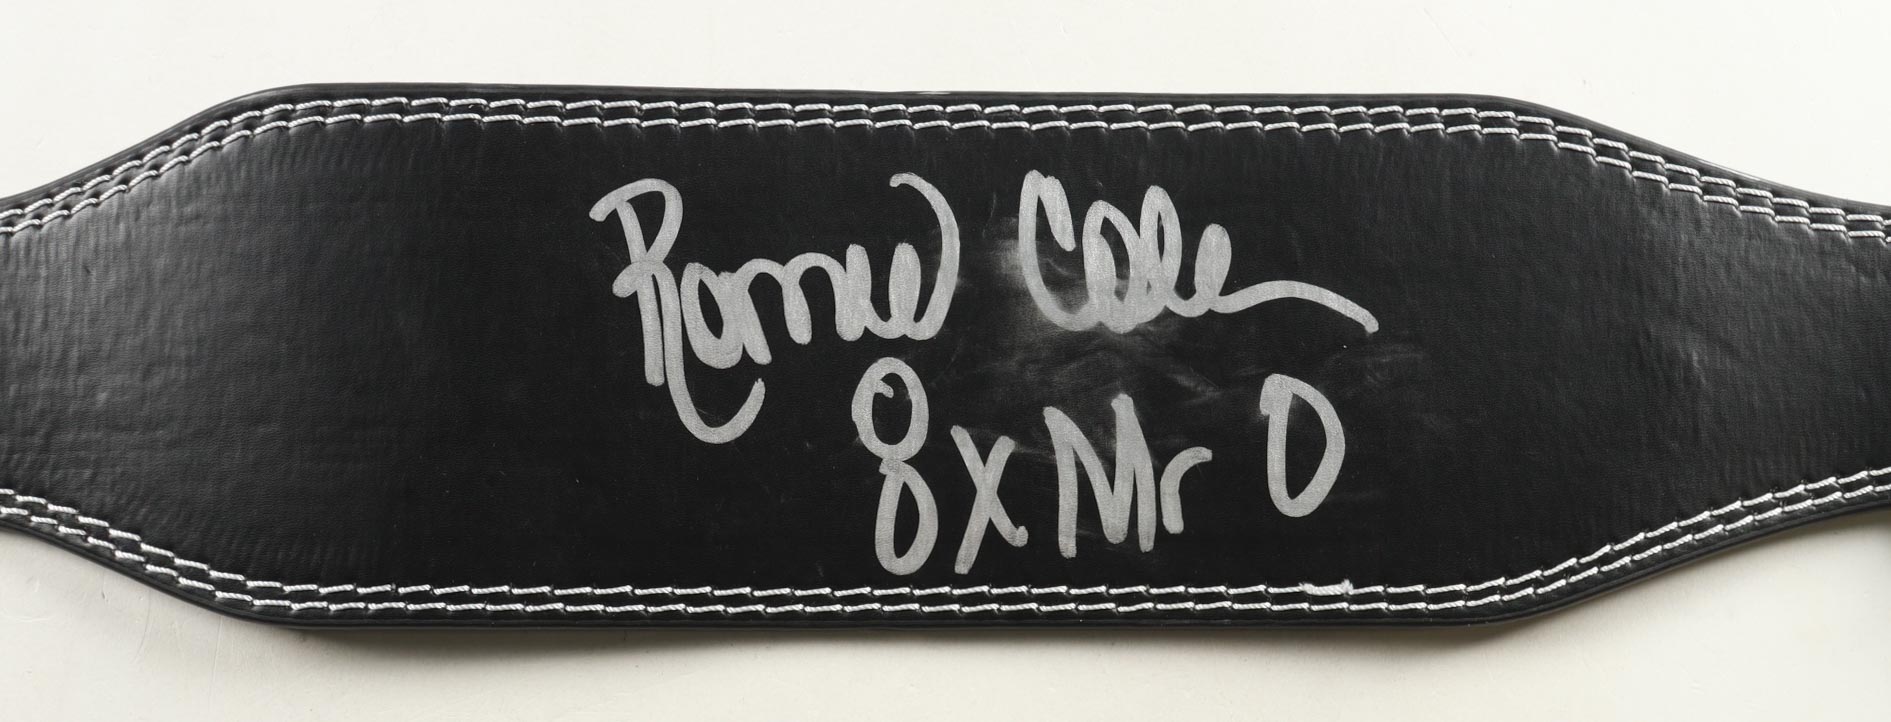 Ronnie Coleman
8x Mr O